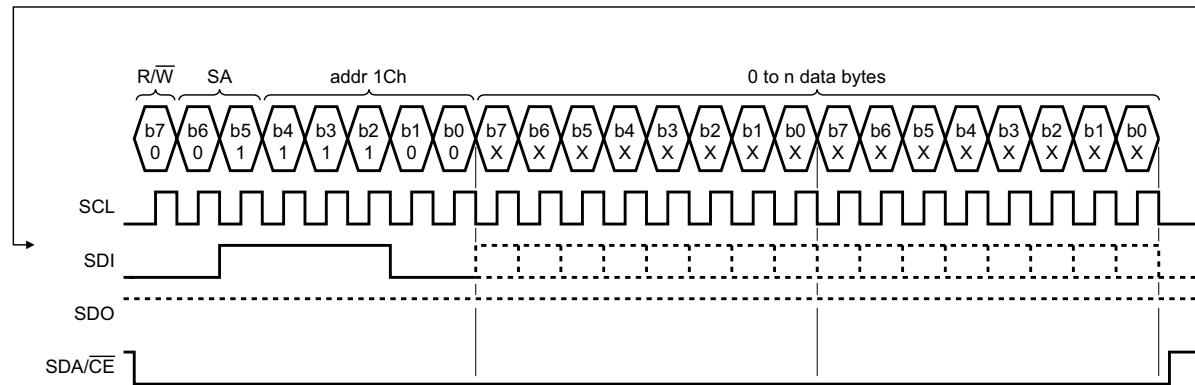 R/W̅ SA addr 1Ch 0 to n data bytes
b7 b6 b5 b4 b3 b2 b1 b0 b7 b6 b5 b4 b3 b2 b1 b0 b7 b6 b5 b4 b3 b2 b1 b0
0 0 1 1 1 1 0 0 X X X X X X X X X X X X X X X X
SCL
SDI
SDO
SDA/C̅E̅